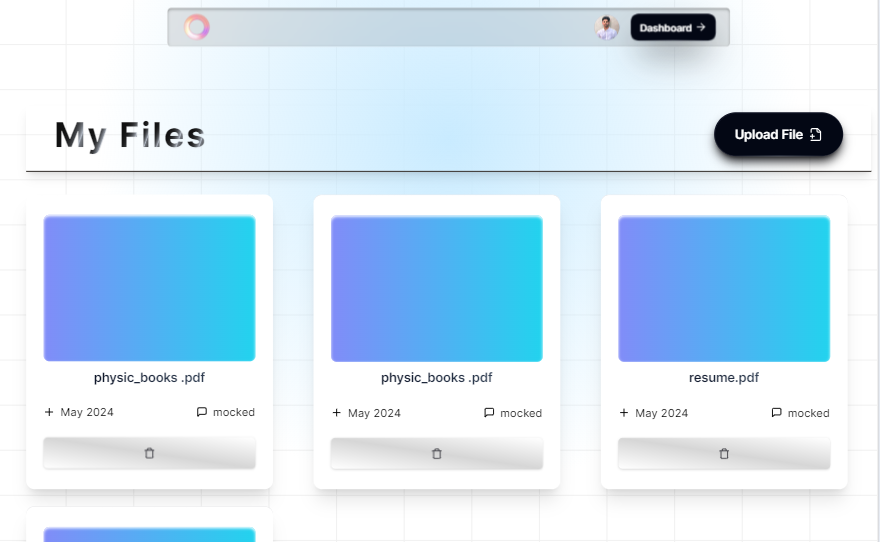 Dashboard
My Files
Upload File
physic_books .pdf
physic_books .pdf
resume.pdf
May 2024
mocked
May 2024
mocked
May 2024
mocked